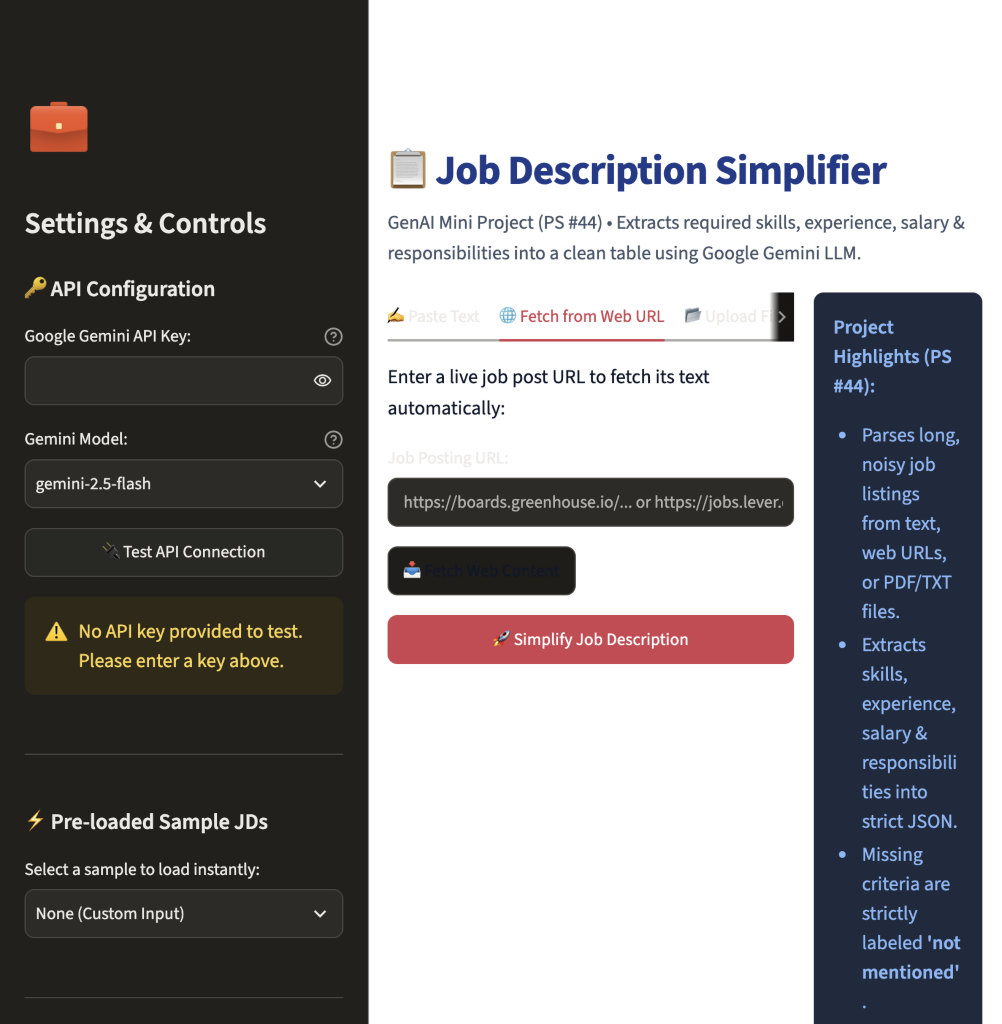 Settings & Controls
🔑 API Configuration
Google Gemini API Key:
Gemini Model:
gemini-2.5-flash
🔌 Test API Connection
⚠️ No API key provided to test.
Please enter a key above.
⚡ Pre-loaded Sample JDs
Select a sample to load instantly:
None (Custom Input)
📋 Job Description Simplifier
GenAI Mini Project (PS #44) • Extracts required skills, experience, salary &
responsibilities into a clean table using Google Gemini LLM.
✍️ Paste Text 🌐 Fetch from Web URL 📂 Upload F
Enter a live job post URL to fetch its text
automatically:
Job Posting URL:
https://boards.greenhouse.io/... or https://jobs.lever.
📥 Fetch Web Content
🚀 Simplify Job Description
Project
Highlights (PS
#44):
• Parses long,
noisy job
listings
from text,
web URLs,
or PDF/TXT
files.
• Extracts
skills,
experience,
salary &
responsibili
ties into
strict JSON.
• Missing
criteria are
strictly
labeled 'not
mentioned'
.